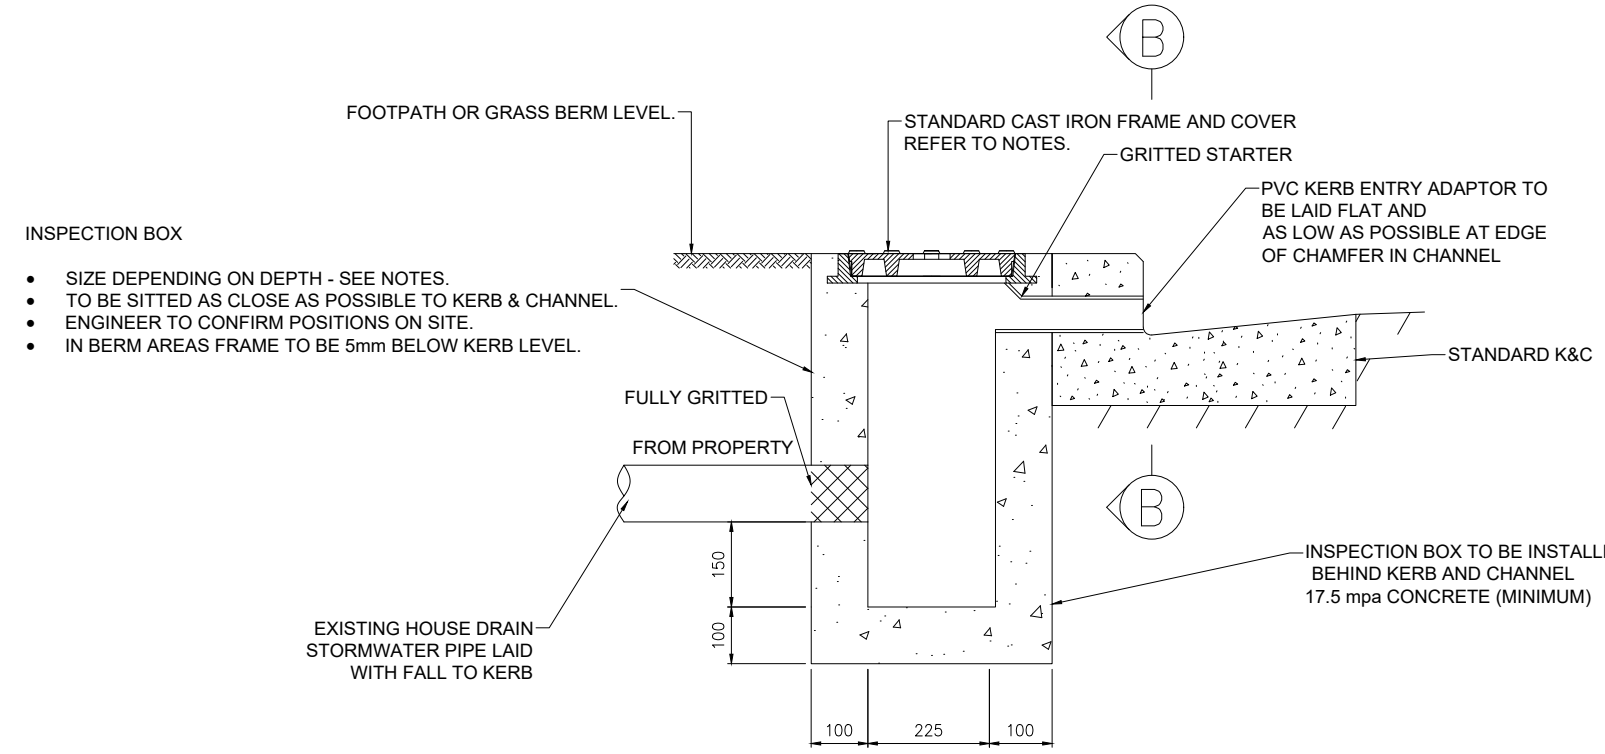 B
FOOTPATH OR GRASS BERM LEVEL.
STANDARD CAST IRON FRAME AND COVER
REFER TO NOTES.
GRITTED STARTER
PVC KERB ENTRY ADAPTOR TO
BE LAID FLAT AND
AS LOW AS POSSIBLE AT EDGE
OF CHAMFER IN CHANNEL
INSPECTION BOX
• SIZE DEPENDING ON DEPTH - SEE NOTES.
• TO BE SITTED AS CLOSE AS POSSIBLE TO KERB & CHANNEL.
• ENGINEER TO CONFIRM POSITIONS ON SITE.
• IN BERM AREAS FRAME TO BE 5mm BELOW KERB LEVEL.
STANDARD K&C
FULLY GRITTED
FROM PROPERTY
B
150
100
INSPECTION BOX TO BE INSTALL
BEHIND KERB AND CHANNEL
17.5 mpa CONCRETE (MINIMUM)
EXISTING HOUSE DRAIN
STORMWATER PIPE LAID
WITH FALL TO KERB
100
225
100